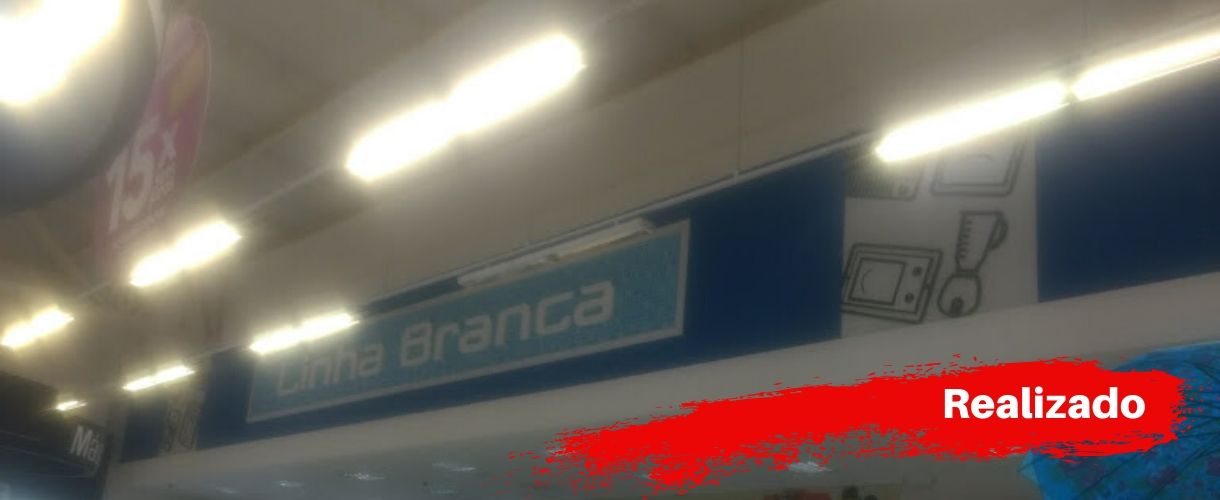 15x
Linha Branca
Realizado